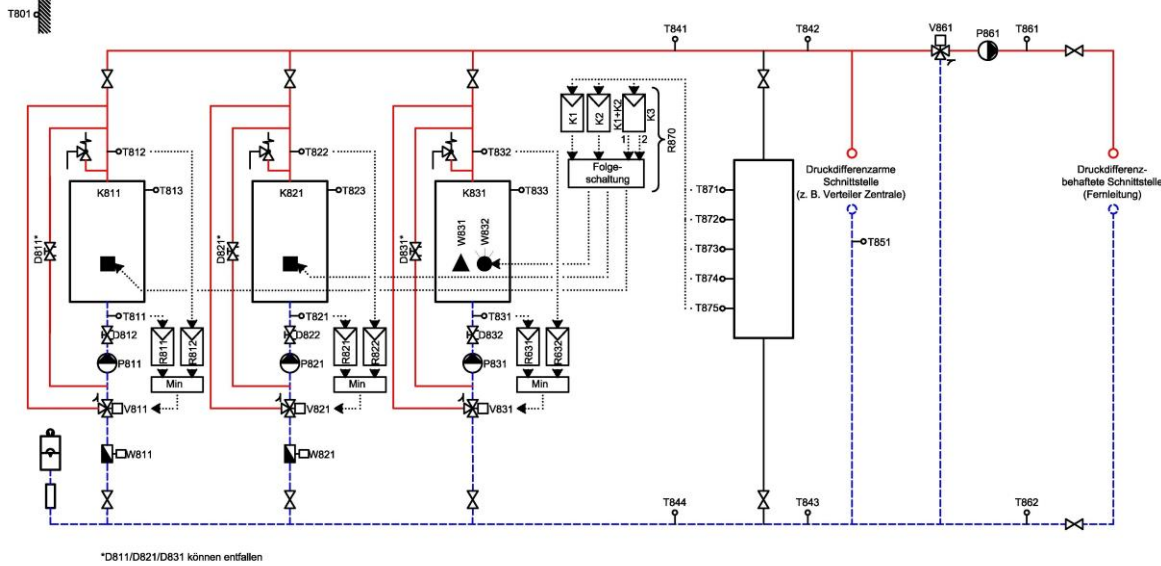 T801
T841
T842
V861
P861
T861
K1
K2
K1+K2
K3
1
2
R870
Folge-
schaltung
T812
T822
T832
K811
T813
K821
T823
K831
T833
W831
W832
D811*
D821*
D831*
T871
T872
T873
T874
T875
Druckdifferenzarme
Schnittstelle
(z. B. Verteiler Zentrale)
Druckdifferenz-
behaftete Schnittstelle
(Fernleitung)
T851
T811
T821
T831
D812
D822
D832
R811
R812
R821
R822
R631
R632
P811
P821
P831
Min
Min
Min
V811
V821
V831
W811
W821
T844
T843
T862
*D811/D821/D831 können entfallen